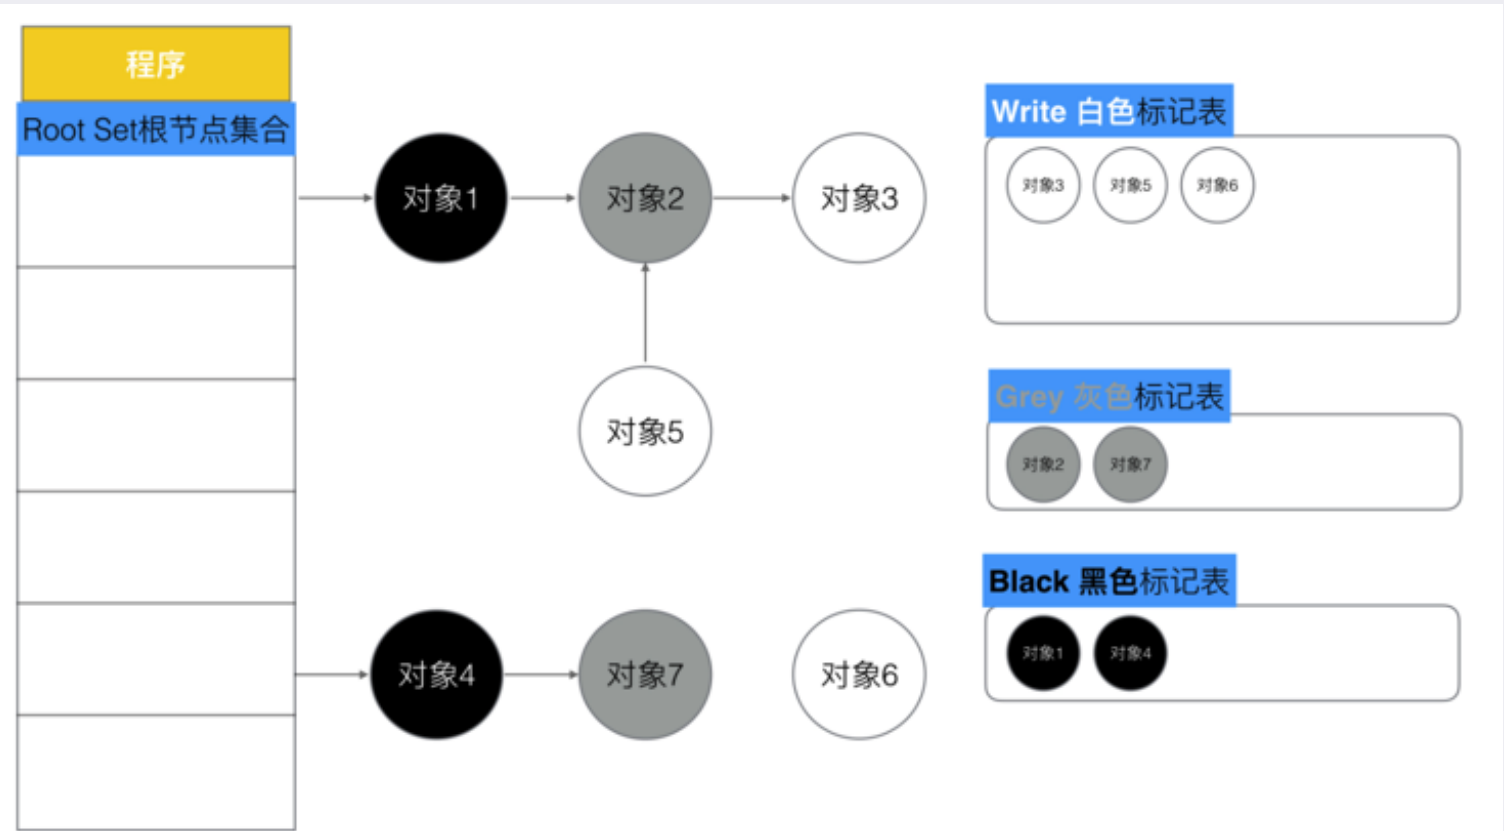 程序
Root Set根节点集合
对象1
对象2
对象3
对象5
对象4
对象7
对象6
Write 白色标记表
对象3 对象5 对象6
Grey 灰色标记表
对象2 对象7
Black 黑色标记表
对象1 对象4